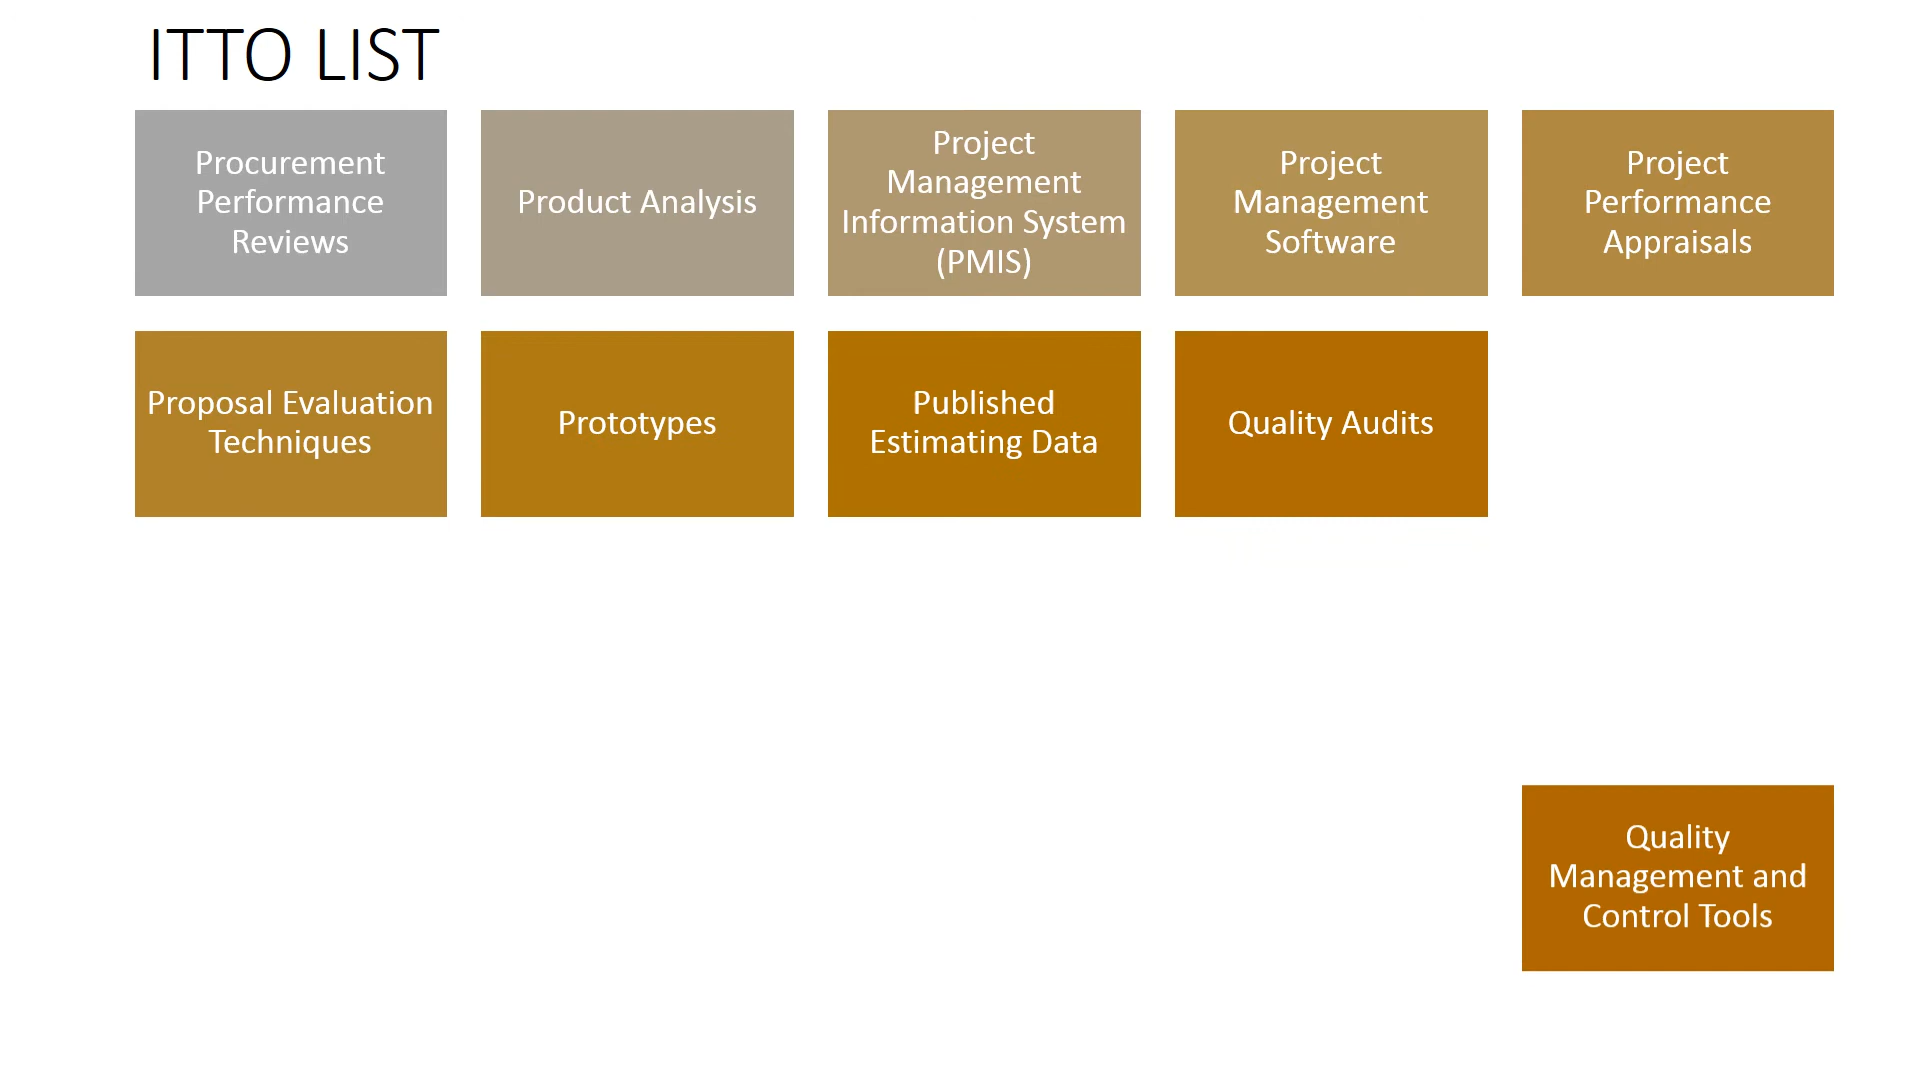 ITTO LIST
Procurement
Performance
Reviews
Product Analysis
Project
Management
Information System
(PMIS)
Project
Management
Software
Project
Performance
Appraisals
Proposal Evaluation
Techniques
Prototypes
Published
Estimating Data
Quality Audits
Quality
Management and
Control Tools